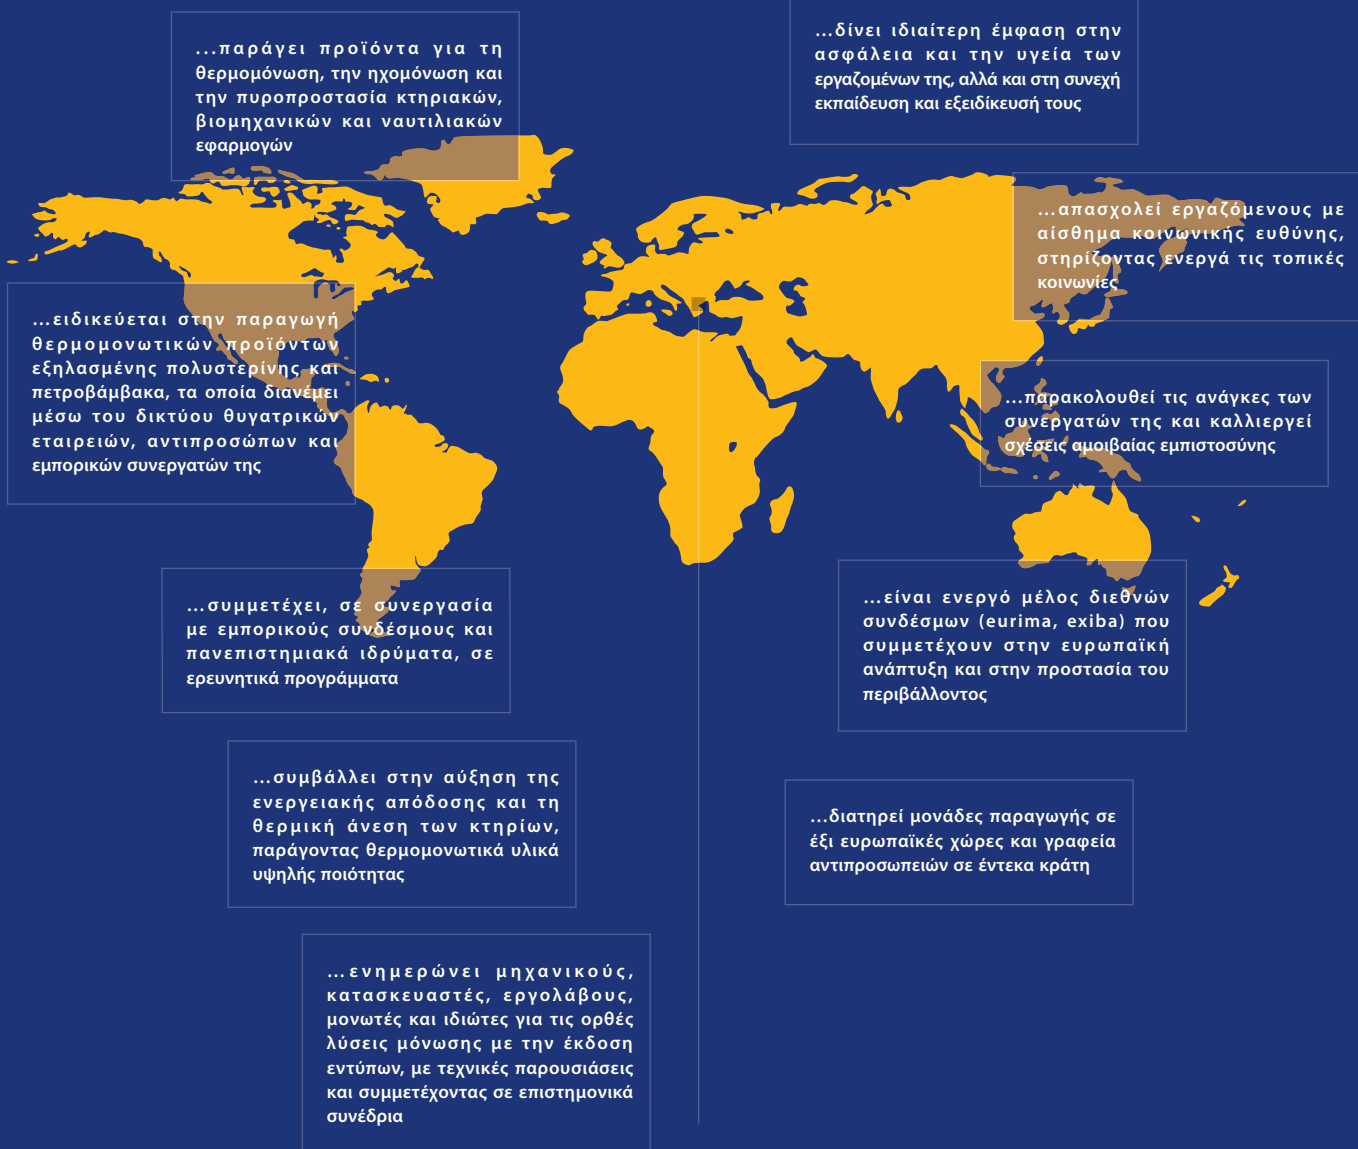 ...παράγει προϊόντα για τη
θερμομόνωση, την ηχομόνωση και
την πυροπροστασία κτηριακών,
βιομηχανικών και ναυτιλιακών
εφαρμογών
...δίνει ιδιαίτερη έμφαση στην
ασφάλεια και την υγεία των
εργαζομένων της, αλλά και στη συνεχή
εκπαίδευση και εξειδίκευσή τους
...απασχολεί εργαζόμενους με
αίσθημα κοινωνικής ευθύνης,
στηρίζοντας ενεργά τις τοπικές
κοινωνίες
...ειδικεύεται στην παραγωγή
θερμομονωτικών προϊόντων
εξηλασμένης πολυστερίνης και
πετροβάμβακα, τα οποία διανέμει
μέσω του δικτύου θυγατρικών
εταιρειών, αντιπροσώπων και
εμπορικών συνεργατών της
...παρακολουθεί τις ανάγκες των
συνεργατών της και καλλιεργεί
σχέσεις αμοιβαίας εμπιστοσύνης
...συμμετέχει, σε συνεργασία
με εμπορικούς συνδέσμους και
πανεπιστημιακά ιδρύματα, σε
ερευνητικά προγράμματα
...είναι ενεργό μέλος διεθνών
συνδέσμων (eurima, exiba) που
συμμετέχουν στην ευρωπαϊκή
ανάπτυξη και στην προστασία του
περιβάλλοντος
...συμβάλλει στην αύξηση της
ενεργειακής απόδοσης και τη
θερμική άνεση των κτηρίων,
παράγοντας θερμομονωτικά υλικά
υψηλής ποιότητας
...διατηρεί μονάδες παραγωγής σε
έξι ευρωπαϊκές χώρες και γραφεία
αντιπροσωπειών σε έντεκα κράτη
...ενημερώνει μηχανικούς,
κατασκευαστές, εργολάβους,
μονωτές και ιδιώτες για τις ορθές
λύσεις μόνωσης με την έκδοση
εντύπων, με τεχνικές παρουσιάσεις
και συμμετέχοντας σε επιστημονικά
συνέδρια